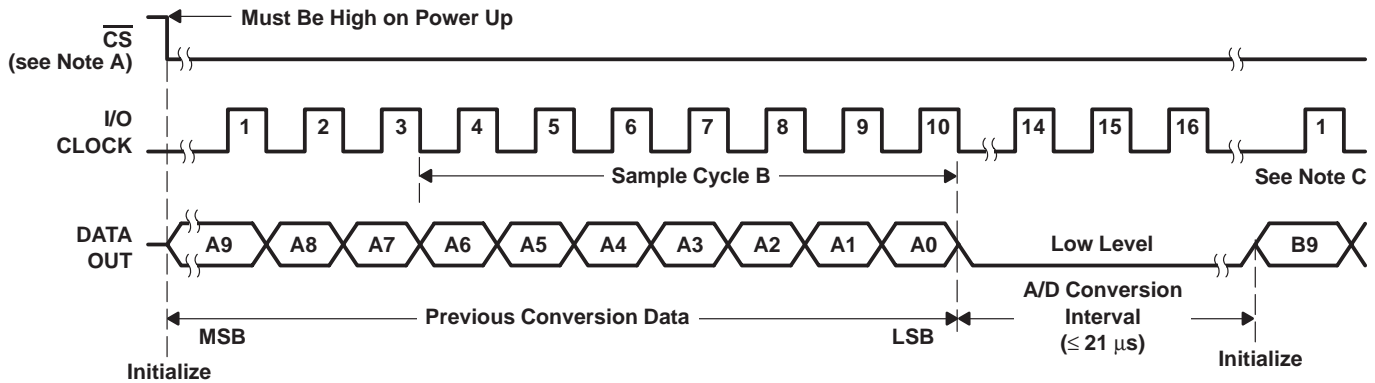 Must Be High on Power Up
CS
(see Note A)
I/O
CLOCK
1 2 3 4 5 6 7 8 9 10 14 15 16 1
Sample Cycle B
See Note C
DATA
OUT
A9 A8 A7 A6 A5 A4 A3 A2 A1 A0 Low Level B9
A/D Conversion
Interval
(≤ 21 μs)
Previous Conversion Data
MSB LSB
Initialize
Initialize